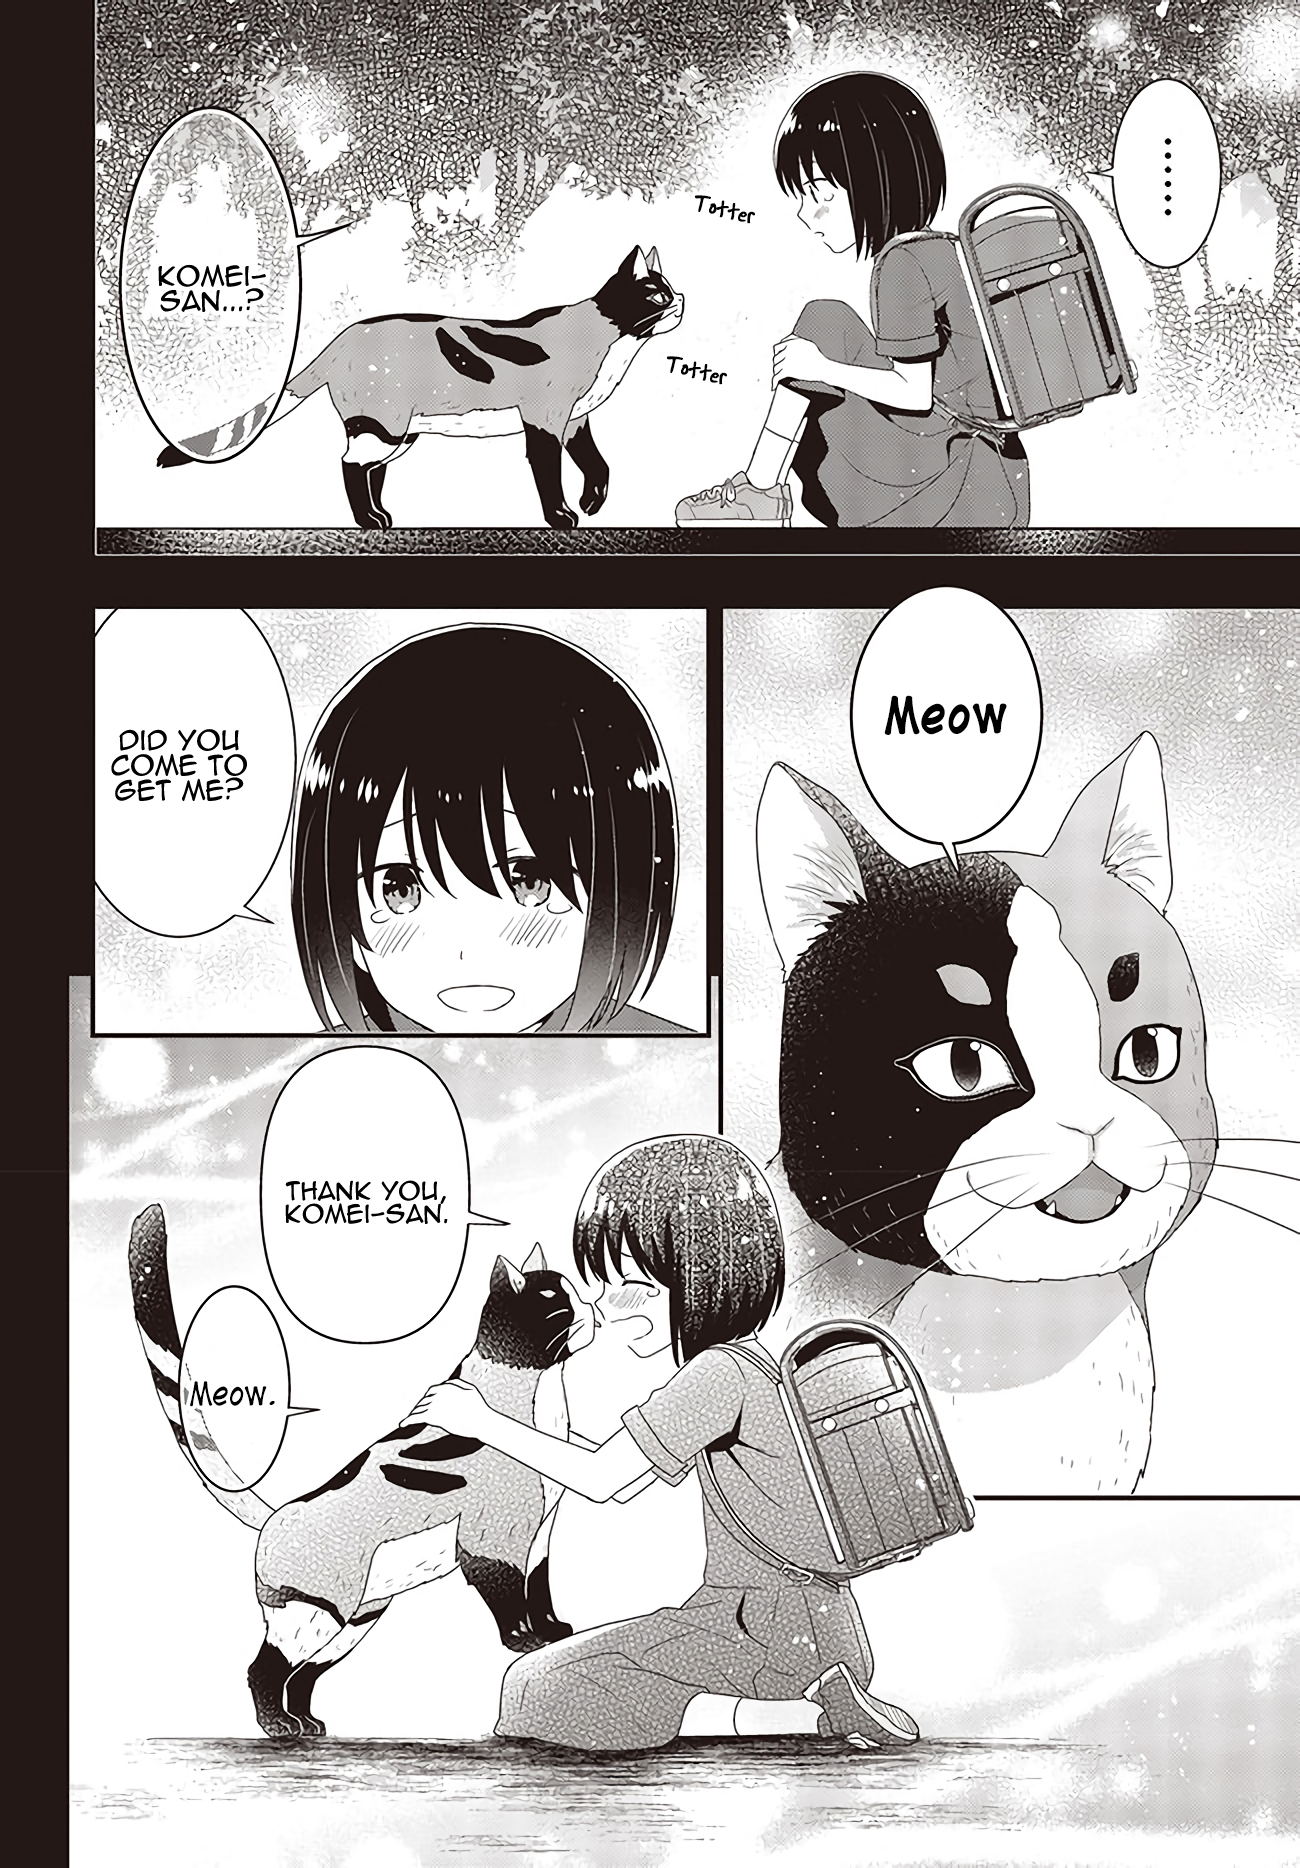 ......
Totter
Totter
KOMEI-
SAN...?
Meow
DID YOU
COME TO
GET ME?
THANK YOU,
KOMEI-SAN.
Meow.